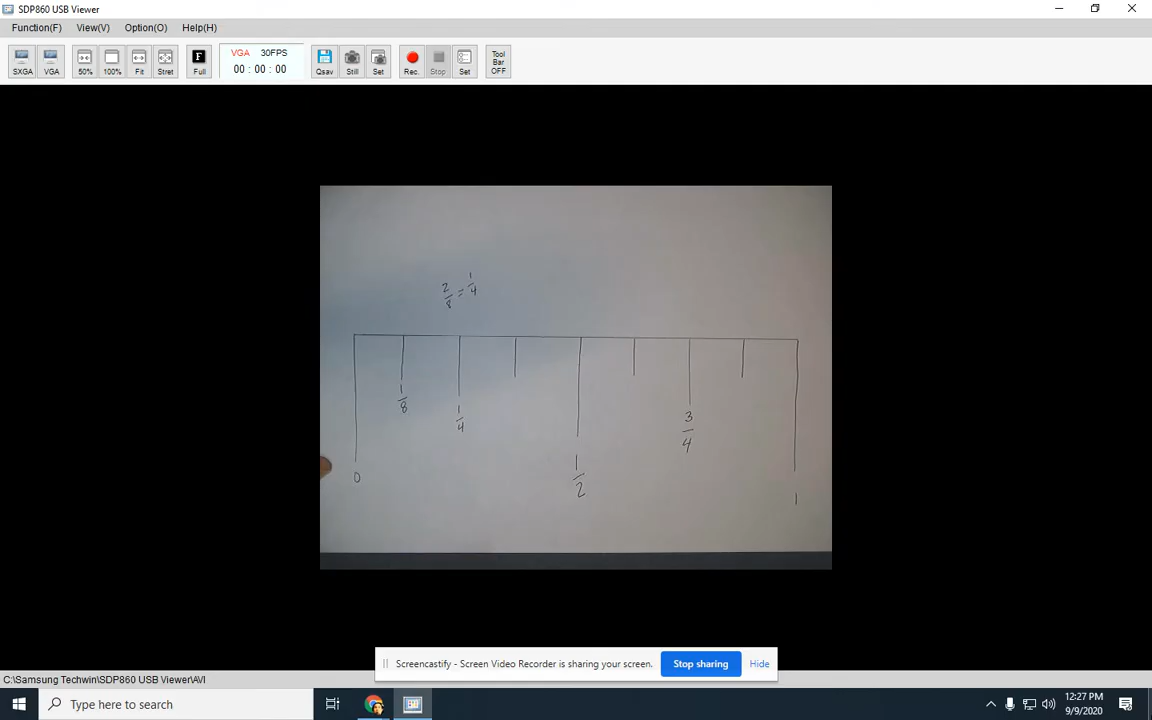 SDP860 USB Viewer
Function(F) View(V) Option(O) Help(H)
VGA 30FPS
00 : 00 : 00
SXGA VGA 50% 100% Fit Stret Full Qsav Still Set Rec. Stop Set Tool Bar OFF
2/8 = 1/4
1/8
1/4
3/4
1/2
0
1
Screencastify - Screen Video Recorder is sharing your screen. Stop sharing Hide
C:\Samsung Techwin\SDP860 USB Viewer\AVI
Type here to search
12:27 PM
9/9/2020